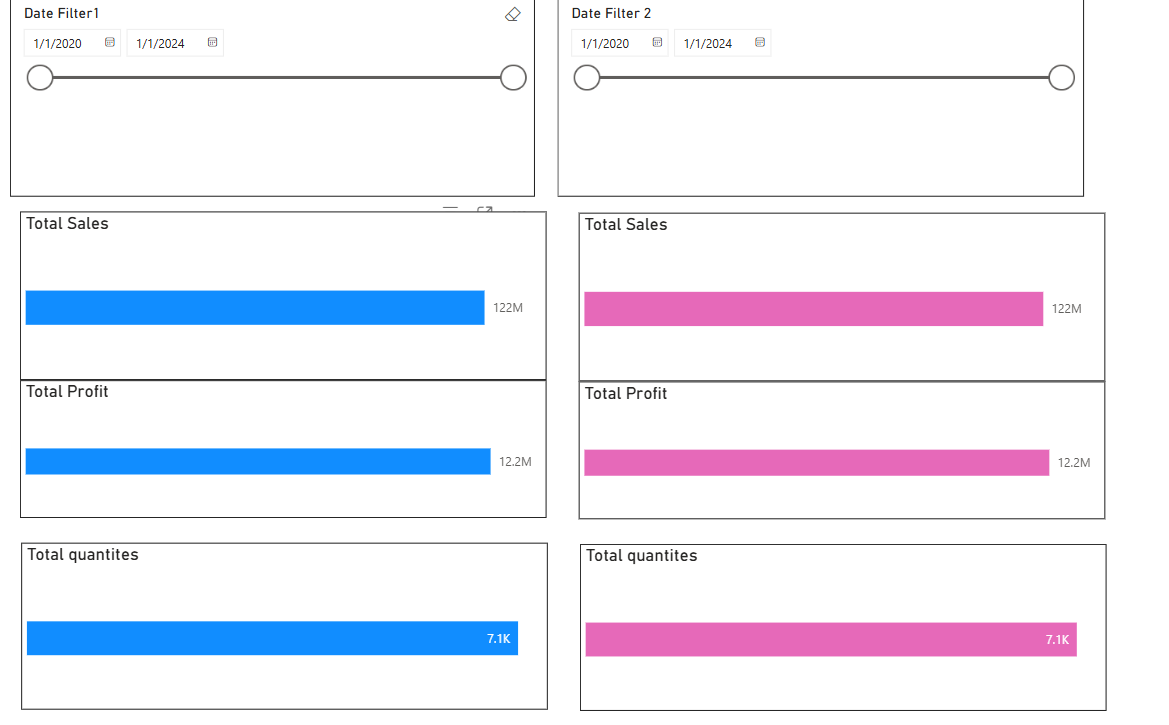 Date Filter1
1/1/2020 1/1/2024
Date Filter 2
1/1/2020 1/1/2024
Total Sales
122M
Total Sales
122M
Total Profit
12.2M
Total Profit
12.2M
Total quantites
7.1K
Total quantites
7.1K